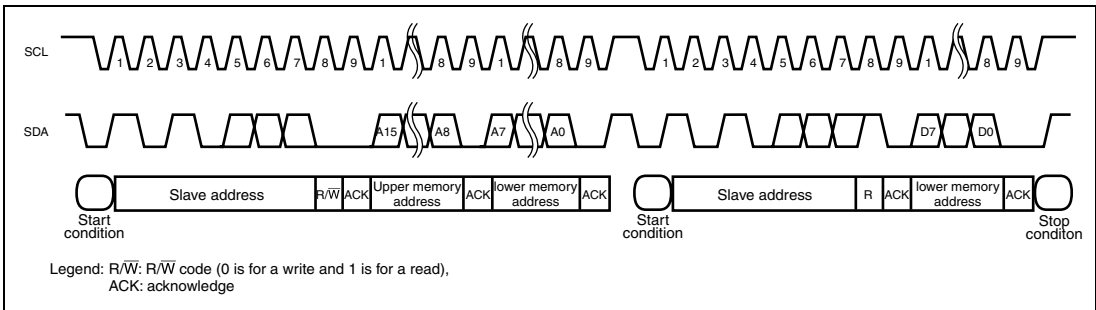 SCL
1 2 3 4 5 6 7 8 9 1 8 9 1 8 9 1 2 3 4 5 6 7 8 9 1 8 9
SDA
A15 A8 A7 A0 D7 D0
Slave address R/W̅ ACK Upper memory address ACK lower memory address ACK Slave address R ACK lower memory address ACK
Start condition Start condition Stop conditon
Legend: R/W̅: R/W̅ code (0 is for a write and 1 is for a read),
ACK: acknowledge